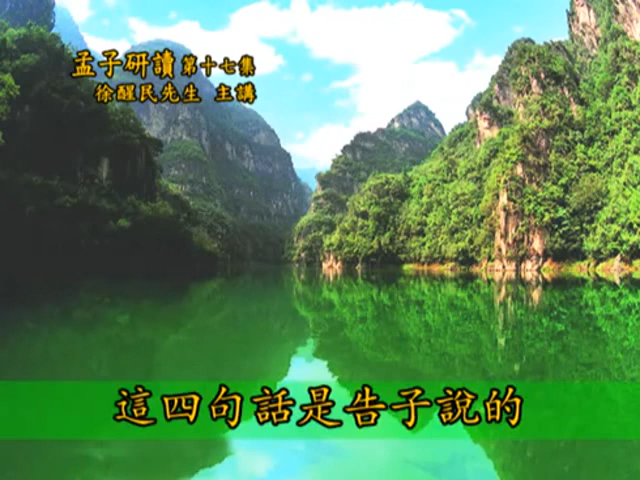 孟子研讀 第十七集
徐醒民先生 主講
這四句話是告子說的